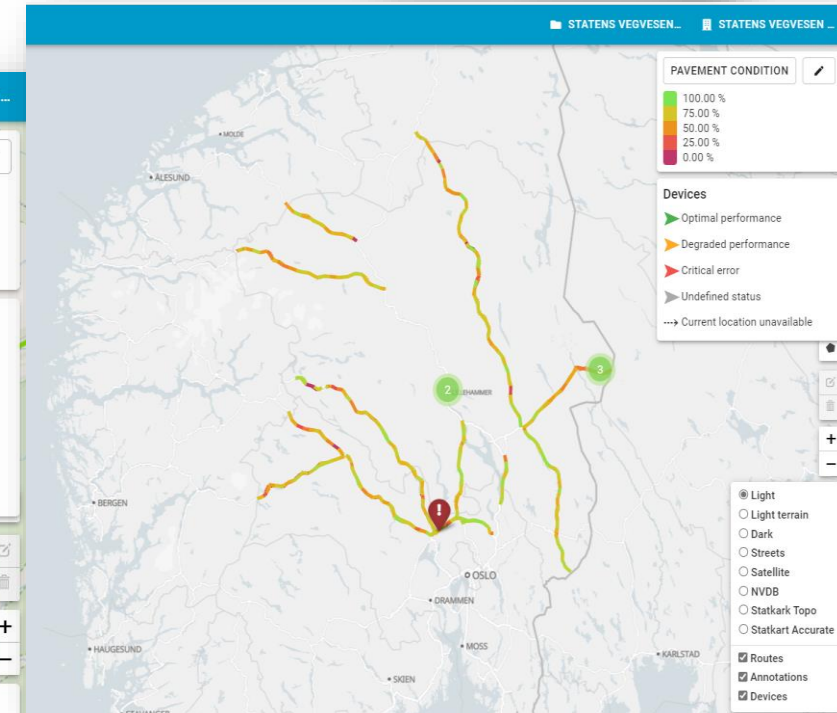 STATENS VEGVESEN... STATENS VEGVESEN ...
PAVEMENT CONDITION
100.00 %
75.00 %
50.00 %
25.00 %
0.00 %
Devices
Optimal performance
Degraded performance
Critical error
Undefined status
Current location unavailable
MOLDE
ÅLESUND
2
3
!
BERGEN
OSLO
DRAMMEN
HAUGESUND
MOSS
SKIEN
KARLSTAD
+
−
+
−
Light
Light terrain
Dark
Streets
Satellite
NVDB
Statkark Topo
Statkart Accurate
Routes
Annotations
Devices